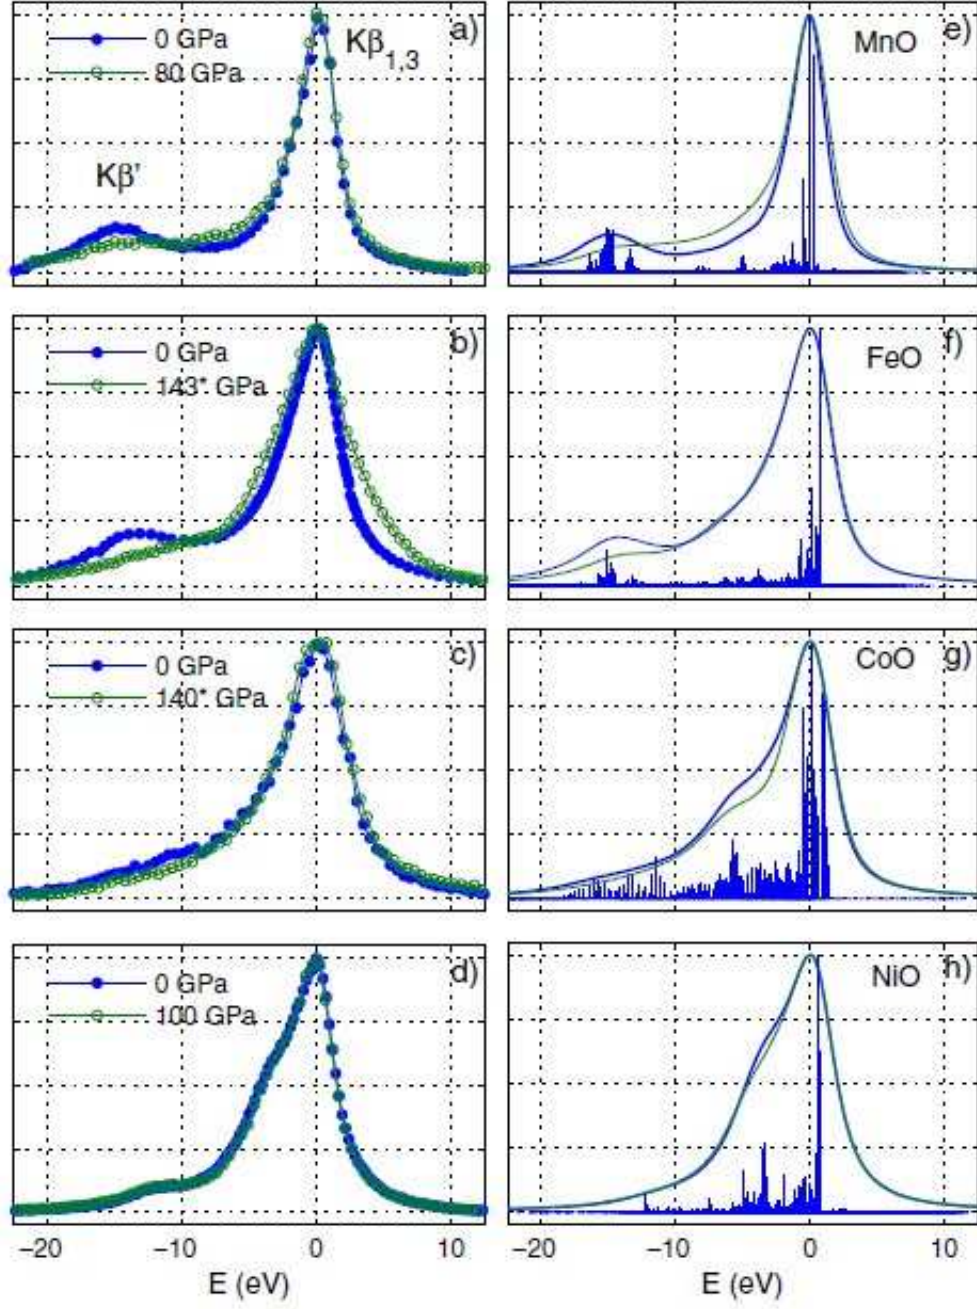 0 GPa
80 GPa
Kβ1,3
a)
Kβ'
MnO
e)
0 GPa
143* GPa
b)
FeO
f)
0 GPa
140* GPa
c)
CoO
g)
0 GPa
100 GPa
d)
NiO
h)
−20 −10 0 10
E (eV)
−20 −10 0 10
E (eV)